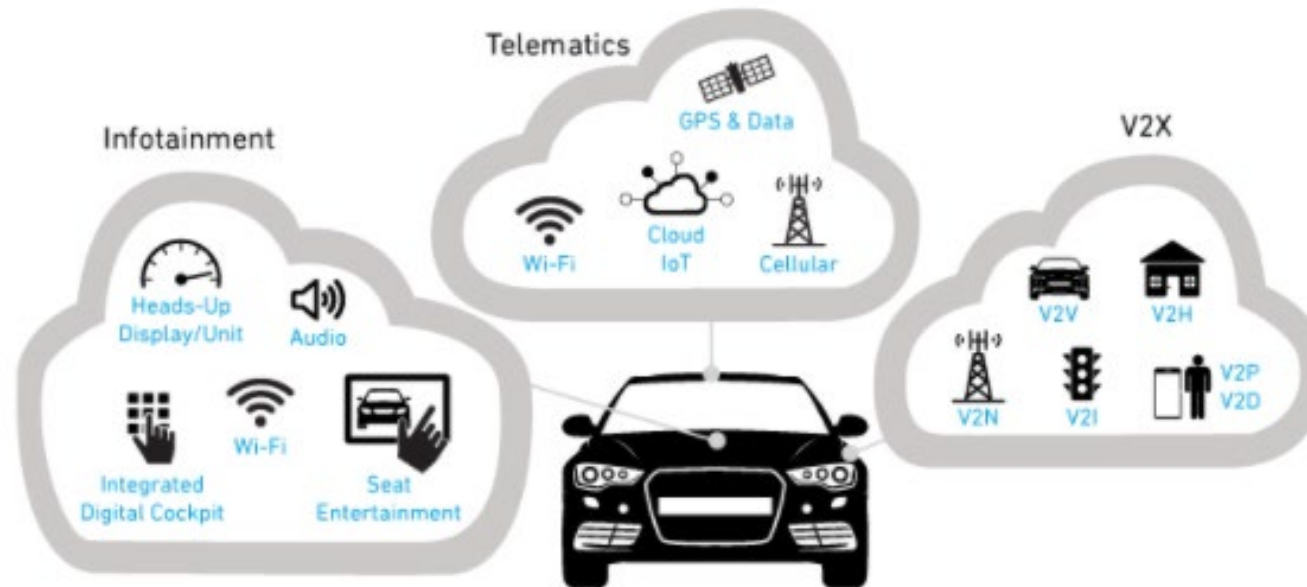 Telematics
GPS & Data
Wi-Fi
Cloud
IoT
Cellular
Infotainment
Heads-Up
Display/Unit
Audio
Integrated
Digital Cockpit
Wi-Fi
Seat
Entertainment
V2X
V2V
V2H
V2N
V2I
V2P
V2D